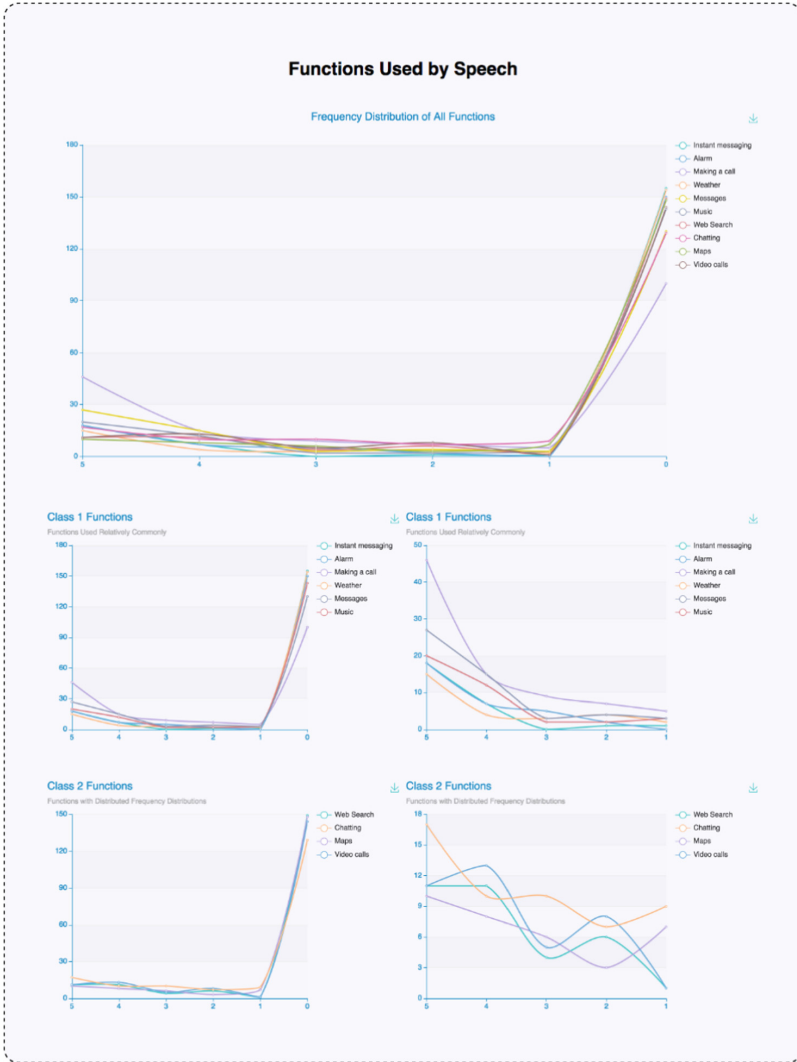 Functions Used by Speech
Frequency Distribution of All Functions
180
150
120
90
60
30
0
5
4
3
2
1
0
Instant messaging
Alarm
Making a call
Weather
Messages
Music
Web Search
Chatting
Maps
Video calls
Class 1 Functions
Functions Used Relatively Commonly
180
150
120
90
60
30
0
5
4
3
2
1
0
Instant messaging
Alarm
Making a call
Weather
Messages
Music
Class 1 Functions
Functions Used Relatively Commonly
50
40
30
20
10
0
5
4
3
2
1
Instant messaging
Alarm
Making a call
Weather
Messages
Music
Class 2 Functions
Functions with Distributed Frequency Distributions
150
120
90
60
30
0
5
4
3
2
1
0
Web Search
Chatting
Maps
Video calls
Class 2 Functions
Functions with Distributed Frequency Distributions
18
15
12
9
6
3
0
5
4
3
2
1
Web Search
Chatting
Maps
Video calls